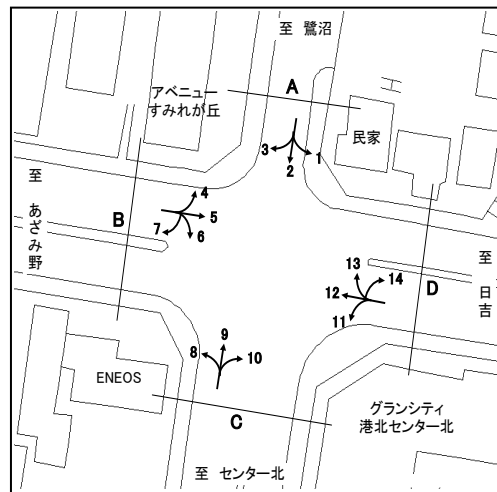 至 鷺沼
A
アベニュー
すみれが丘
民家
3
2
1
至
あざみ野
B
4
5
6
7
至
日吉
D
13
14
12
11
9
8
10
ENEOS
C
グランシティ
港北センター北
至 センター北